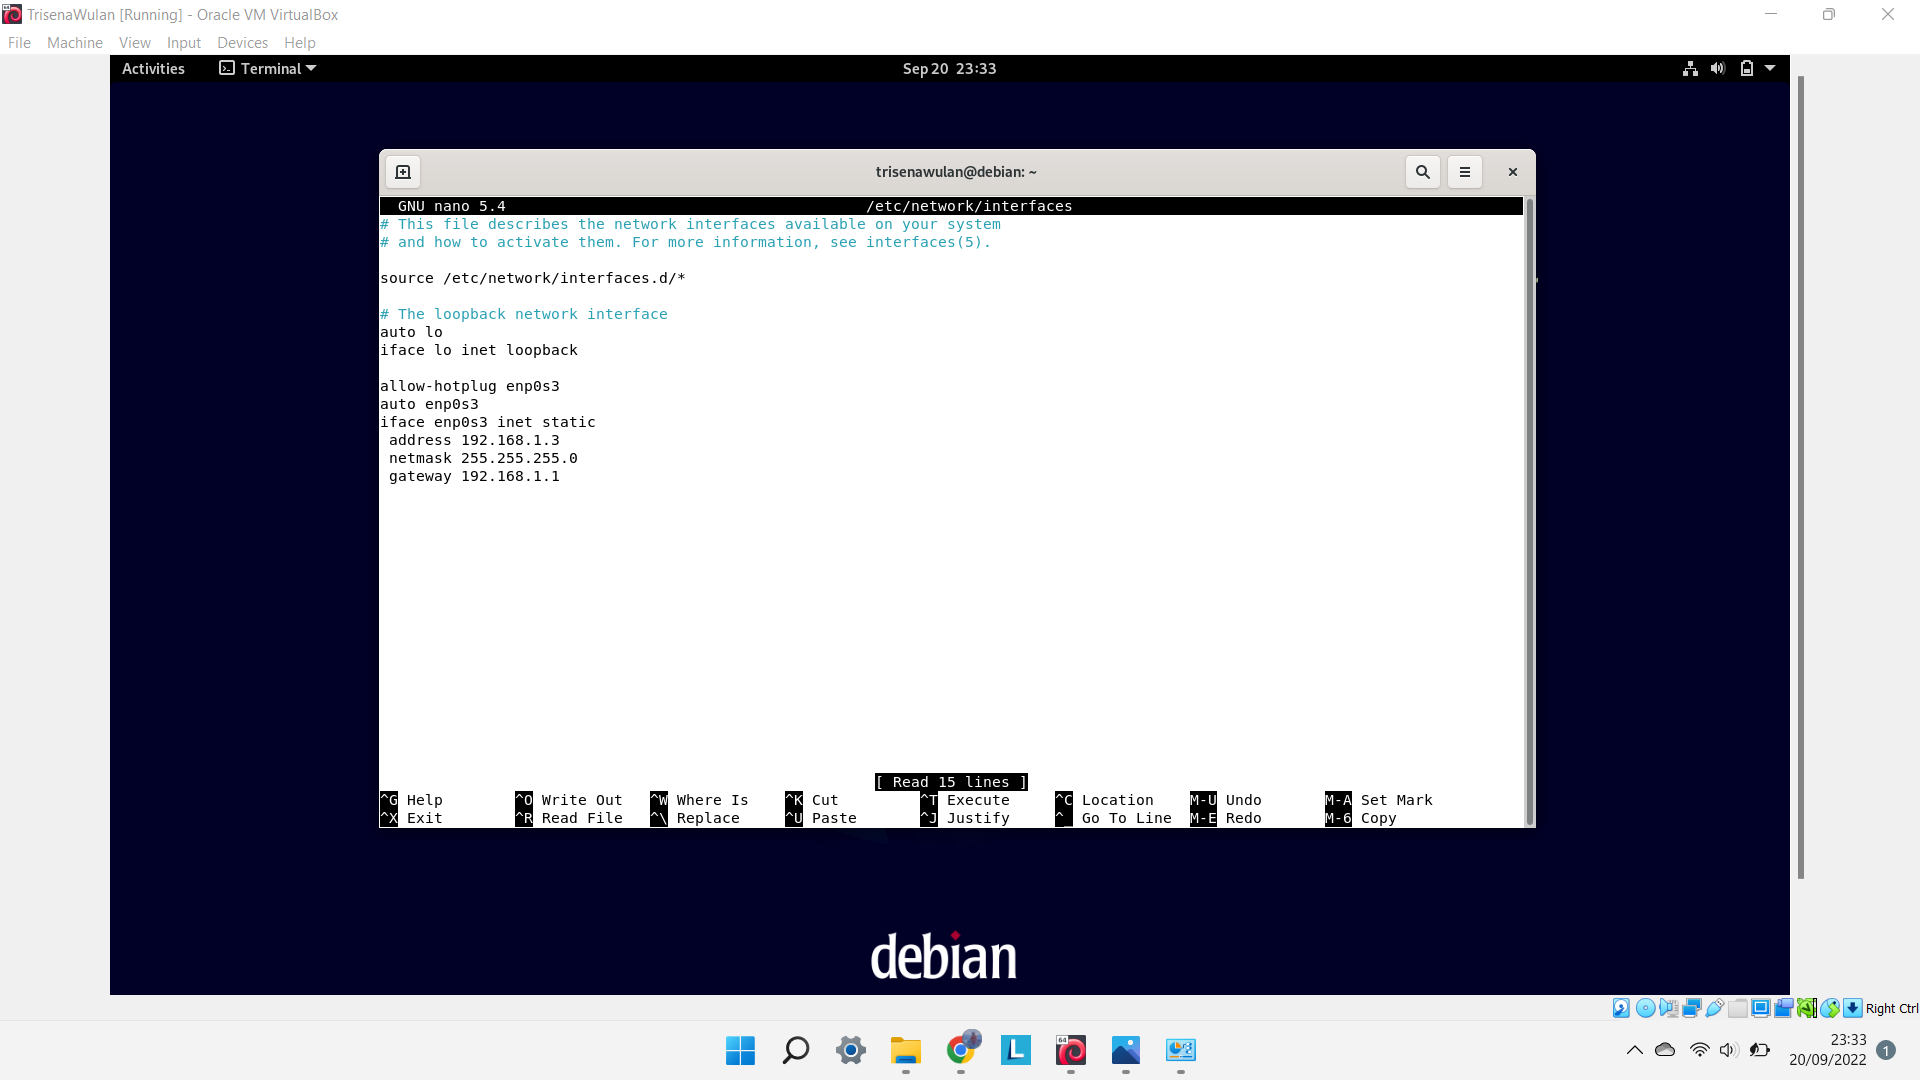 TrisenaWulan [Running] - Oracle VM VirtualBox
File Machine View Input Devices Help
Activities Terminal Sep 20 23:33
trisenawulan@debian: ~
GNU nano 5.4 /etc/network/interfaces
# This file describes the network interfaces available on your system
# and how to activate them. For more information, see interfaces(5).
source /etc/network/interfaces.d/*
# The loopback network interface
auto lo
iface lo inet loopback
allow-hotplug enp0s3
auto enp0s3
iface enp0s3 inet static
address 192.168.1.3
netmask 255.255.255.0
gateway 192.168.1.1
[ Read 15 lines ]
^G Help ^O Write Out ^W Where Is ^K Cut ^T Execute ^C Location M-U Undo M-A Set Mark
^X Exit ^R Read File ^\ Replace ^U Paste ^J Justify ^_ Go To Line M-E Redo M-6 Copy
debian
Right Ctrl
64
L
23:33
20/09/2022
1